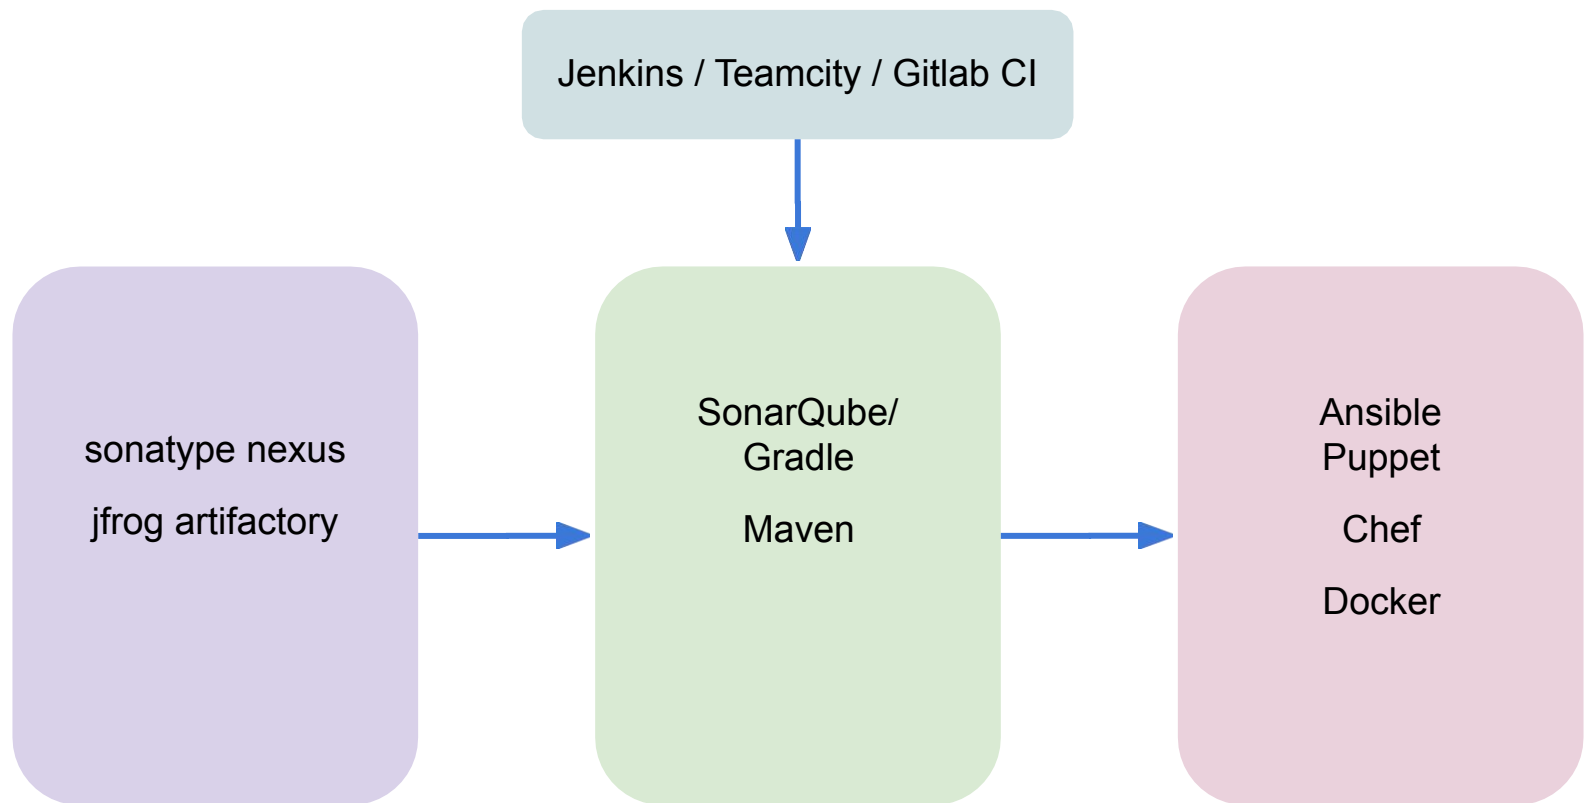 Jenkins / Teamcity / Gitlab CI
sonatype nexus
jfrog artifactory
SonarQube/
Gradle
Maven
Ansible
Puppet
Chef
Docker